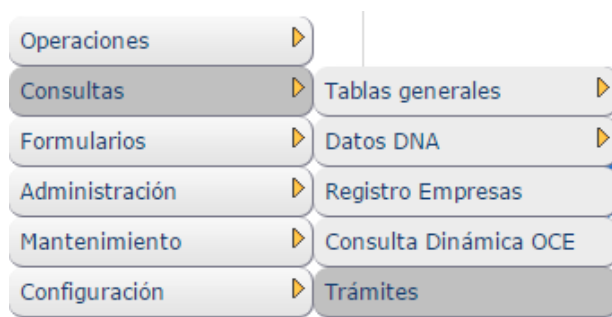 Operaciones
Consultas
Formularios
Administración
Mantenimiento
Configuración
Tablas generales
Datos DNA
Registro Empresas
Consulta Dinámica OCE
Trámites